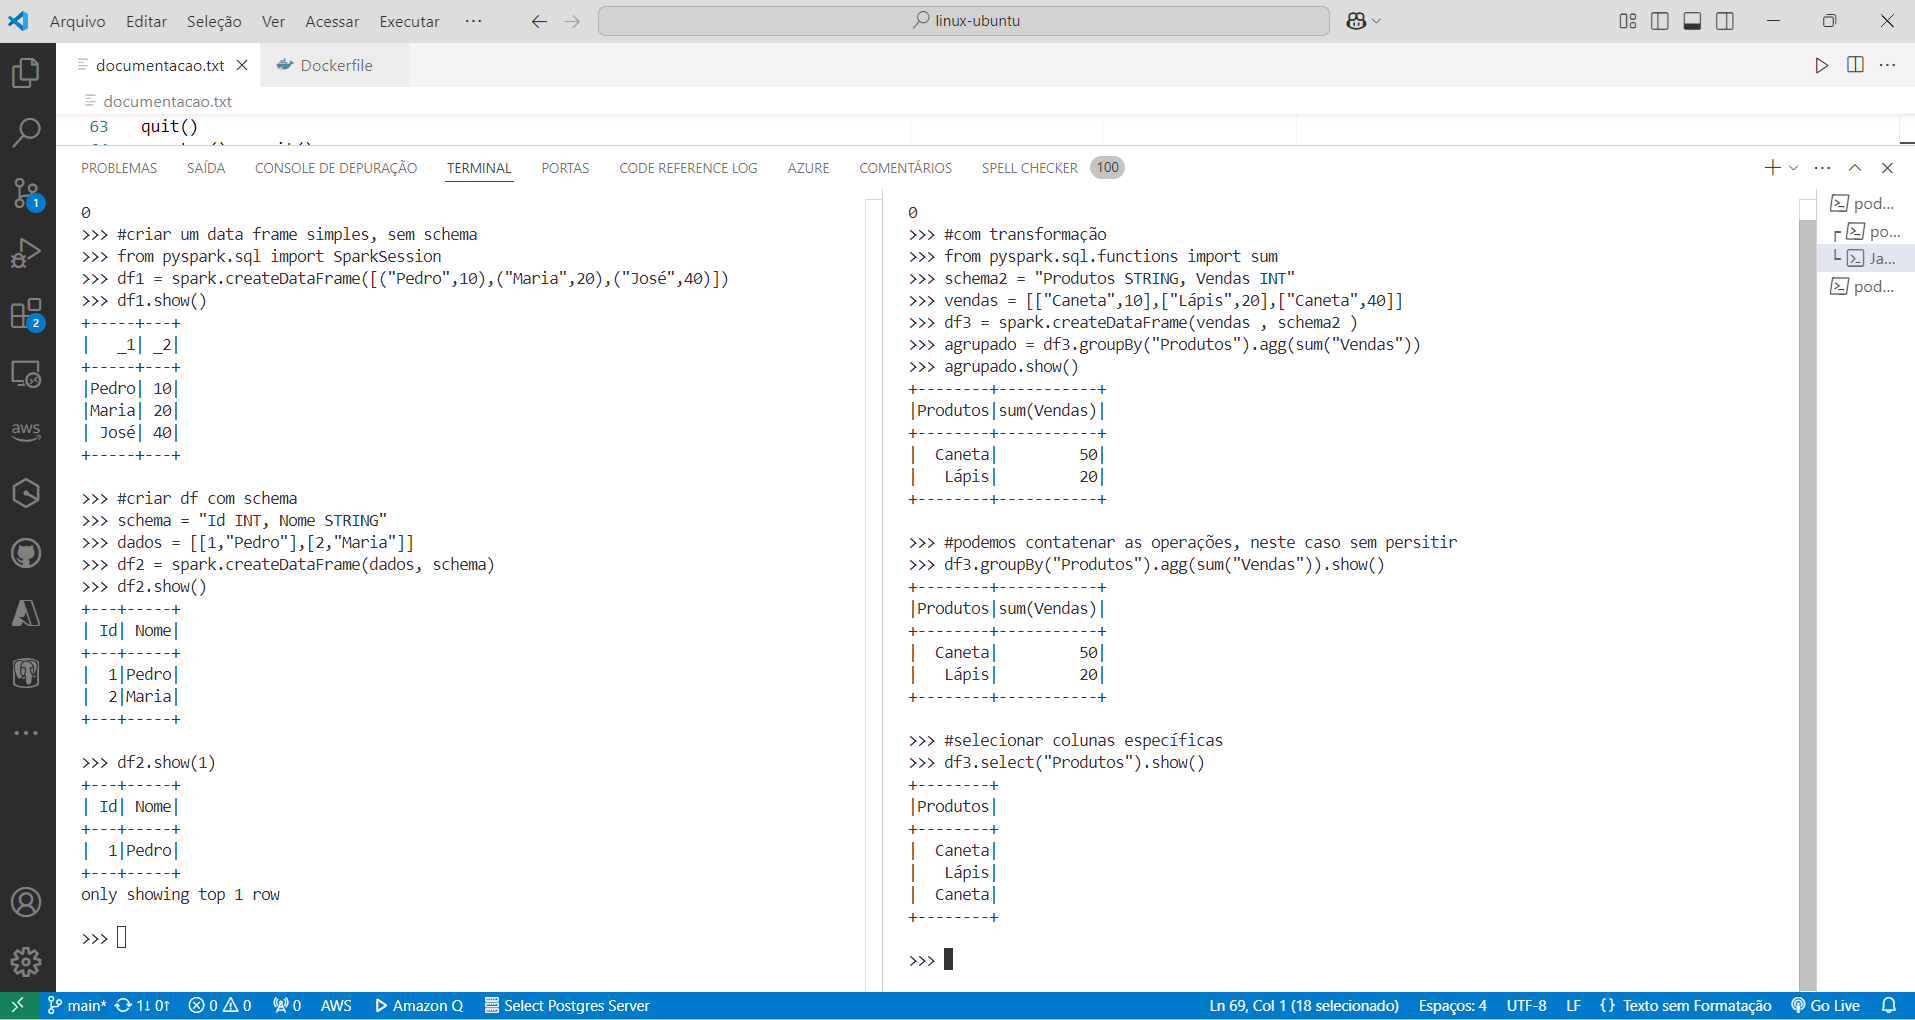 Arquivo Editar Seleção Ver Acessar Executar ··· linux-ubuntu
documentacao.txt Dockerfile
documentacao.txt
63 quit()
PROBLEMAS SAÍDA CONSOLE DE DEPURAÇÃO TERMINAL PORTAS CODE REFERENCE LOG AZURE COMENTÁRIOS SPELL CHECKER 100
0
>>> #criar um data frame simples, sem schema
>>> from pyspark.sql import SparkSession
>>> df1 = spark.createDataFrame([("Pedro",10),("Maria",20),("José",40)])
>>> df1.show()
+-----+---+
|   _1| _2|
+-----+---+
|Pedro| 10|
|Maria| 20|
| José| 40|
+-----+---+
>>> #criar df com schema
>>> schema = "Id INT, Nome STRING"
>>> dados = [[1,"Pedro"],[2,"Maria"]]
>>> df2 = spark.createDataFrame(dados, schema)
>>> df2.show()
+---+-----+
| Id| Nome|
+---+-----+
|  1|Pedro|
|  2|Maria|
+---+-----+
>>> df2.show(1)
+---+-----+
| Id| Nome|
+---+-----+
|  1|Pedro|
+---+-----+
only showing top 1 row
>>>
0
>>> #com transformação
>>> from pyspark.sql.functions import sum
>>> schema2 = "Produtos STRING, Vendas INT"
>>> vendas = [["Caneta",10],["Lápis",20],["Caneta",40]]
>>> df3 = spark.createDataFrame(vendas , schema2 )
>>> agrupado = df3.groupBy("Produtos").agg(sum("Vendas"))
>>> agrupado.show()
+--------+-----------+
|Produtos|sum(Vendas)|
+--------+-----------+
|  Caneta|         50|
|   Lápis|         20|
+--------+-----------+
>>> #podemos contatenar as operações, neste caso sem persitir
>>> df3.groupBy("Produtos").agg(sum("Vendas")).show()
+--------+-----------+
|Produtos|sum(Vendas)|
+--------+-----------+
|  Caneta|         50|
|   Lápis|         20|
+--------+-----------+
>>> #selecionar colunas específicas
>>> df3.select("Produtos").show()
+--------+
|Produtos|
+--------+
|  Caneta|
|   Lápis|
|  Caneta|
+--------+
>>>
pod...
po...
Ja...
pod...
1
2
aws
main* 1↓ 0↑ 0 0 0 AWS Amazon Q Select Postgres Server Ln 69, Col 1 (18 selecionado) Espaços: 4 UTF-8 LF {} Texto sem Formatação Go Live